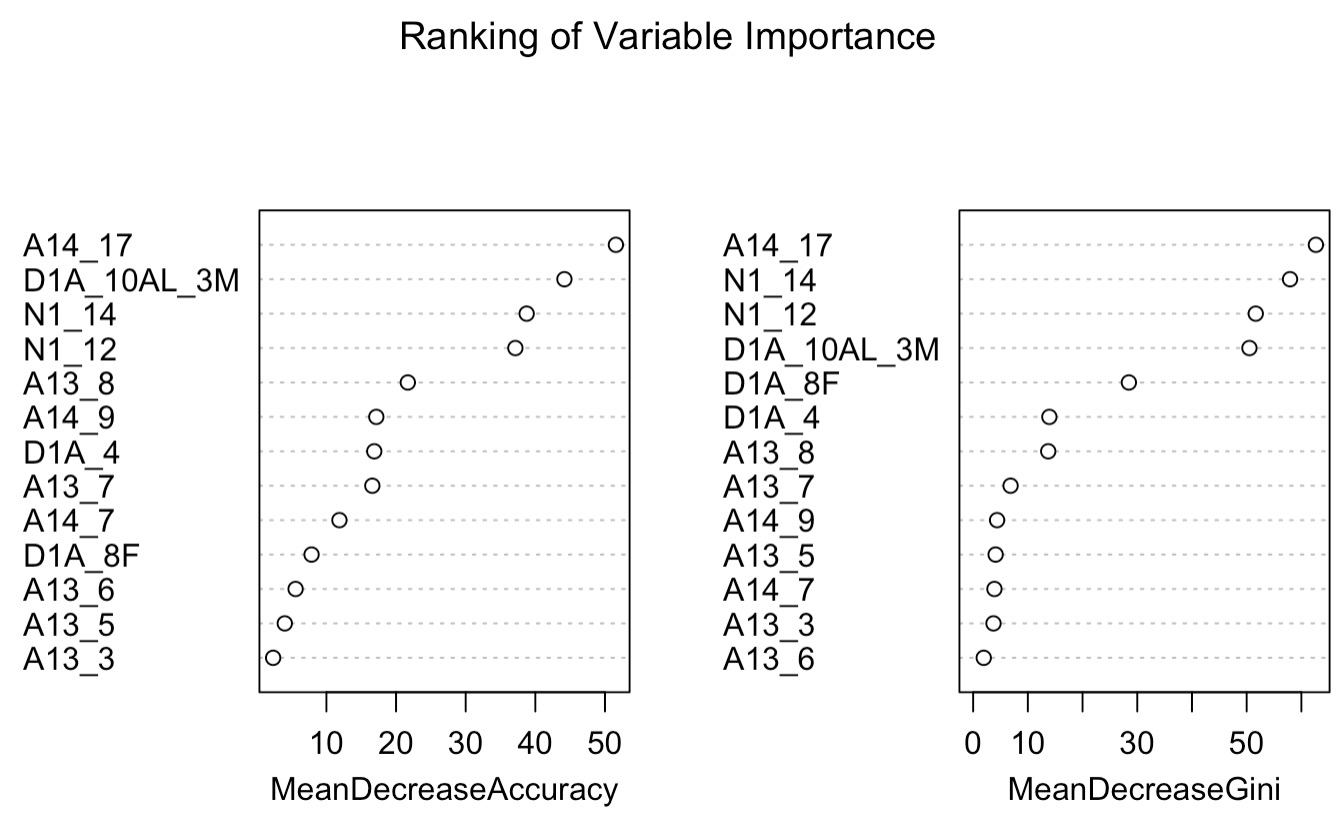 Ranking of Variable Importance
A14_17
D1A_10AL_3M
N1_14
N1_12
A13_8
A14_9
D1A_4
A13_7
A14_7
D1A_8F
A13_6
A13_5
A13_3
10 20 30 40 50
MeanDecreaseAccuracy
A14_17
N1_14
N1_12
D1A_10AL_3M
D1A_8F
D1A_4
A13_8
A13_7
A14_9
A13_5
A14_7
A13_3
A13_6
0 10 30 50
MeanDecreaseGini